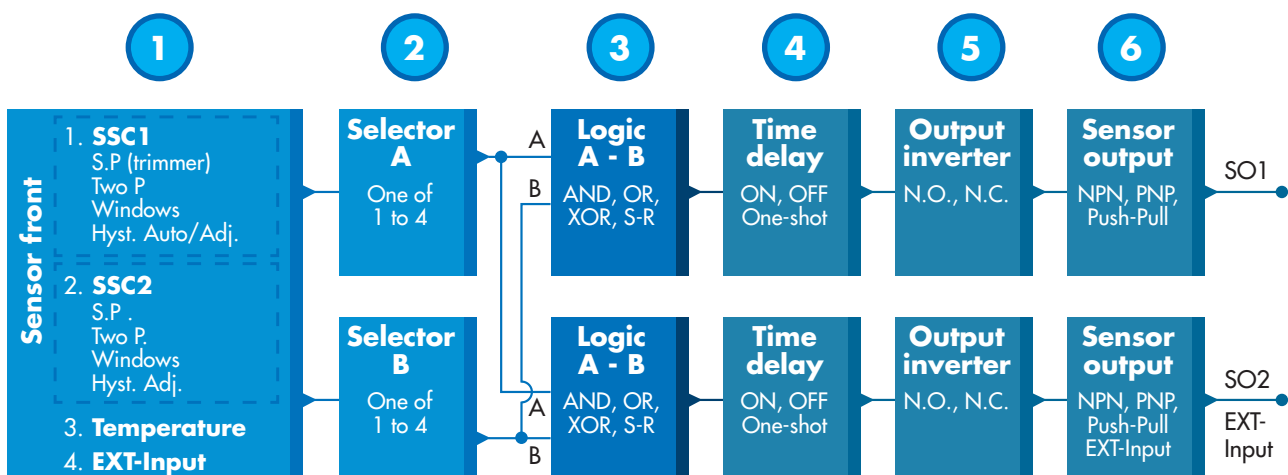 1
2
3
4
5
6
Sensor front
1. SSC1
S.P (trimmer)
Two P
Windows
Hyst. Auto/Adj.
2. SSC2
S.P .
Two P.
Windows
Hyst. Adj.
3. Temperature
4. EXT-Input
Selector
A
One of
1 to 4
A
B
Logic
A - B
AND, OR,
XOR, S-R
Time
delay
ON, OFF
One-shot
Output
inverter
N.O., N.C.
Sensor
output
NPN, PNP,
Push-Pull
SO1
Selector
B
One of
1 to 4
A
B
Logic
A - B
AND, OR,
XOR, S-R
Time
delay
ON, OFF
One-shot
Output
inverter
N.O., N.C.
Sensor
output
NPN, PNP,
Push-Pull
EXT-Input
SO2
EXT-
Input